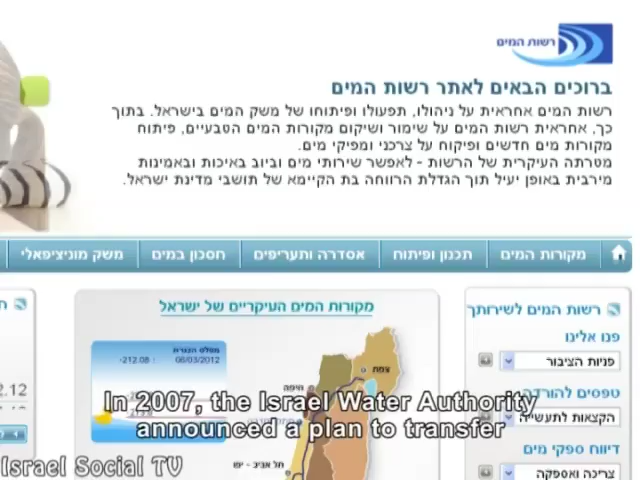 רשות המים
ברוכים הבאים לאתר רשות המים
רשות המים אחראית על ניהולו, תפעולו ופיתוחו של משק המים בישראל. בתוך
כך, אחראית רשות המים על שימור ושיקום מקורות המים הטבעיים, פיתוח
מקורות מים חדשים ופיקוח על צרכני ומפיקי מים.
מטרתה העיקרית של הרשות - לאפשר שירותי מים וביוב באיכות ובאמינות
מירבית באופן יעיל תוך הגדלת הרווחה בת הקיימא של תושבי מדינת ישראל.
מקורות המים
תכנון ופיתוח
אסדרה ותעריפים
חסכון במים
משק מוניציפאלי
רשות המים לשירותך
פנו אלינו
פניות הציבור
טפסים להורדה
הקצאות לתעשייה
דיווח ספקי מים
צריכה ואספקה
מקורות המים העיקריים של ישראל
מפלס הכנרת
06/03/2012 : -212.08
צפת
חיפה
תל אביב - יפו
2.12
In 2007, the Israel Water Authority
announced a plan to transfer
Israel Social TV